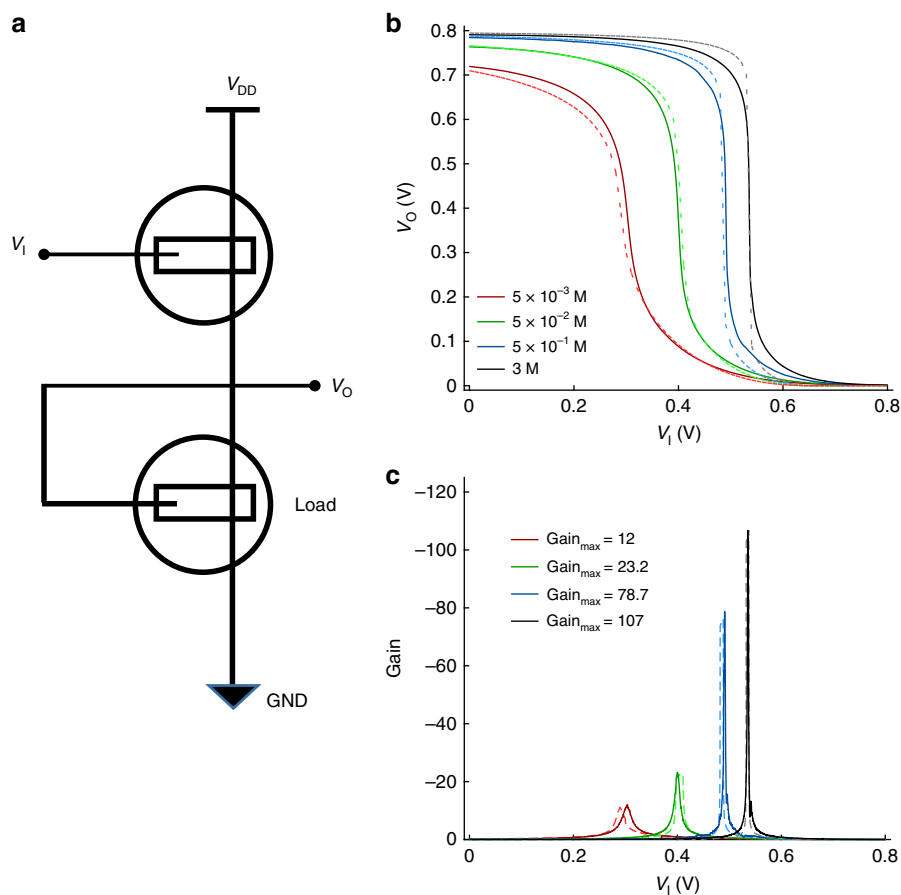 a
V_DD
V_I
V_O
Load
GND
b
0.8
0.7
0.6
0.5
0.4
0.3
0.2
0.1
0
V_O (V)
5 × 10⁻³ M
5 × 10⁻² M
5 × 10⁻¹ M
3 M
0 0.2 0.4 0.6 0.8
V_I (V)
c
–120
–100
–80
–60
–40
–20
0
Gain
Gain_max = 12
Gain_max = 23.2
Gain_max = 78.7
Gain_max = 107
0 0.2 0.4 0.6 0.8
V_I (V)